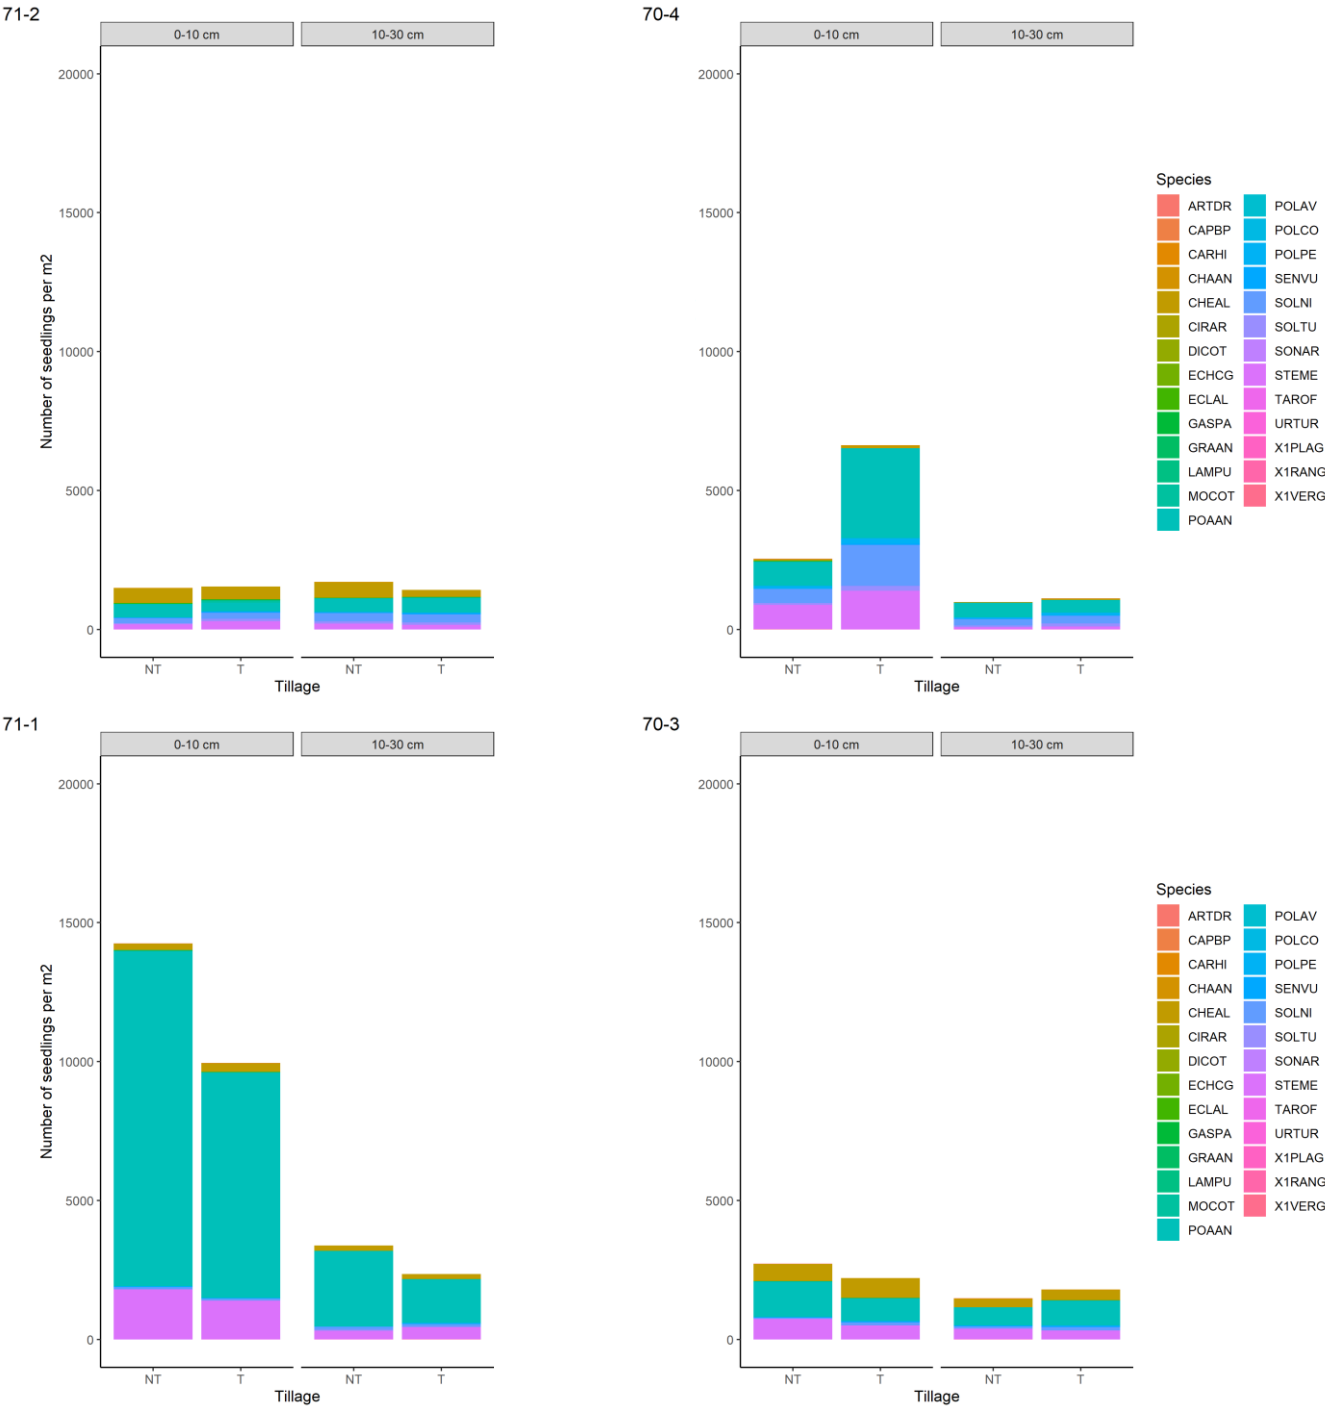 71-2
0-10 cm
10-30 cm
20000
15000
10000
5000
0
Number of seedlings per m2
NT
T
NT
T
Tillage
70-4
0-10 cm
10-30 cm
20000
15000
10000
5000
0
NT
T
NT
T
Tillage
Species
ARTDR
POLAV
CAPBP
POLCO
CARHI
POLPE
CHAAN
SENVU
CHEAL
SOLNI
CIRAR
SOLTU
DICOT
SONAR
ECHCG
STEME
ECLAL
TAROF
GASPA
URTUR
GRAAN
X1PLAG
LAMPU
X1RANG
MOCOT
X1VERG
POAAN
71-1
0-10 cm
10-30 cm
20000
15000
10000
5000
0
Number of seedlings per m2
NT
T
NT
T
Tillage
70-3
0-10 cm
10-30 cm
20000
15000
10000
5000
0
NT
T
NT
T
Tillage
Species
ARTDR
POLAV
CAPBP
POLCO
CARHI
POLPE
CHAAN
SENVU
CHEAL
SOLNI
CIRAR
SOLTU
DICOT
SONAR
ECHCG
STEME
ECLAL
TAROF
GASPA
URTUR
GRAAN
X1PLAG
LAMPU
X1RANG
MOCOT
X1VERG
POAAN